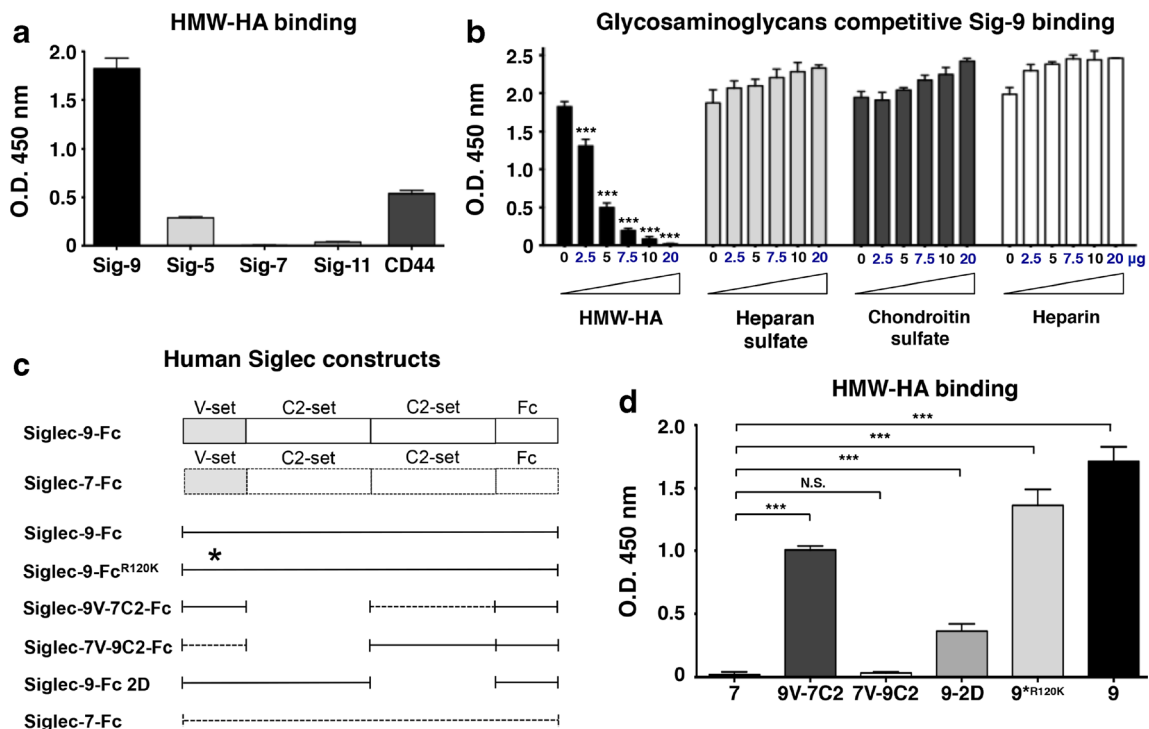 a
HMW-HA binding
O.D. 450 nm
2.0
1.5
1.0
0.5
0
Sig-9 Sig-5 Sig-7 Sig-11 CD44
b
Glycosaminoglycans competitive Sig-9 binding
O.D. 450 nm
2.5
2.0
1.5
1.0
0.5
0
*** *** *** *** ***
0 2.5 5 7.5 10 20 0 2.5 5 7.5 10 20 0 2.5 5 7.5 10 20 0 2.5 5 7.5 10 20 µg
HMW-HA
Heparan
sulfate
Chondroitin
sulfate
Heparin
c
Human Siglec constructs
V-set C2-set C2-set Fc
Siglec-9-Fc
V-set C2-set C2-set Fc
Siglec-7-Fc
Siglec-9-Fc
*
Siglec-9-FcR120K
Siglec-9V-7C2-Fc
Siglec-7V-9C2-Fc
Siglec-9-Fc 2D
Siglec-7-Fc
d
HMW-HA binding
O.D. 450 nm
2.0
1.5
1.0
0.5
0
***
***
***
N.S.
***
7 9V-7C2 7V-9C2 9-2D 9*R120K 9